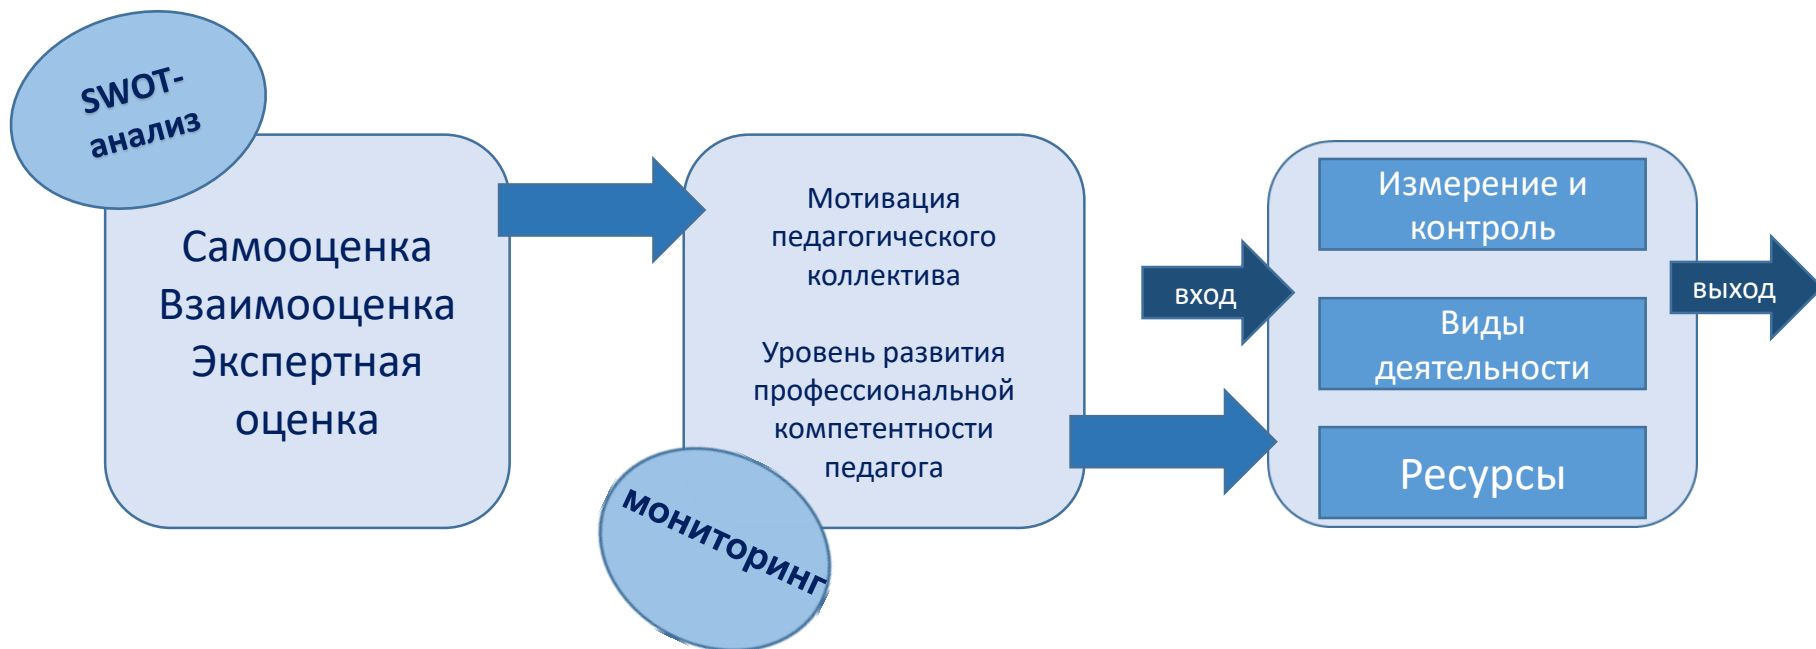 SWOT-
анализ
Самооценка
Взаимооценка
Экспертная
оценка
Мотивация
педагогического
коллектива
Уровень развития
профессиональной
компетентности
педагога
мониторинг
вход
Измерение и
контроль
Виды
деятельности
Ресурсы
выход